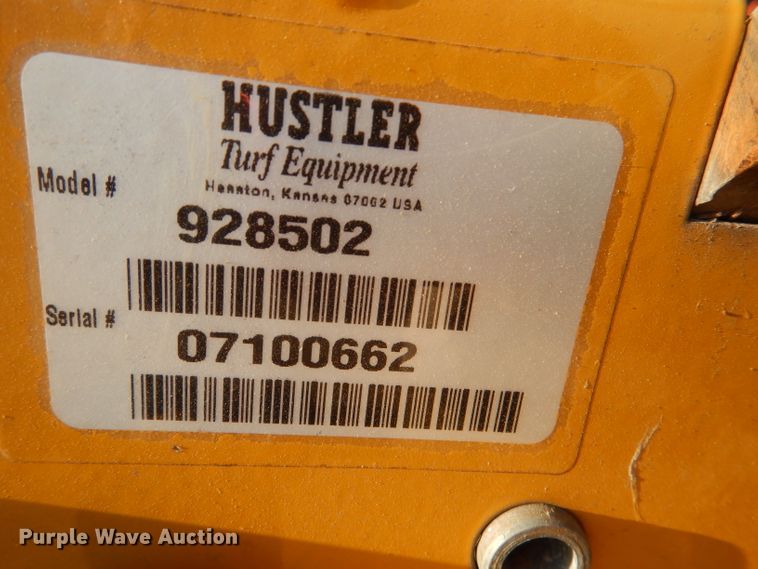 HUSTLER
Turf Equipment
Hesston, Kansas 67062 USA
Model #
928502
Serial #
07100662
Purple Wave Auction